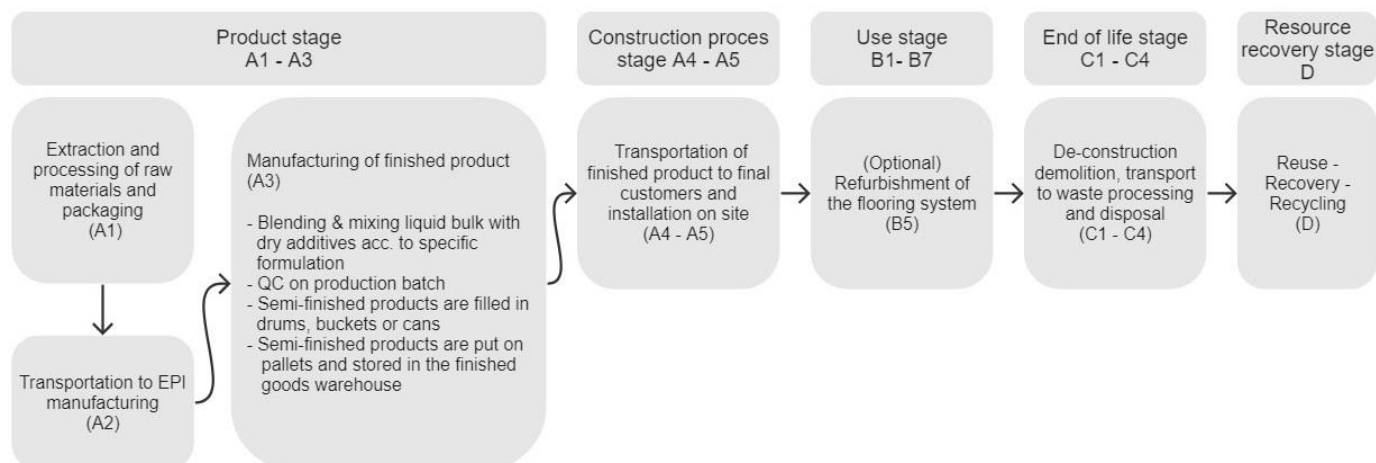 Product stage
A1 - A3
Construction proces
stage A4 - A5
Use stage
B1- B7
End of life stage
C1 - C4
Resource
recovery stage
D
Extraction and
processing of raw
materials and
packaging
(A1)
Transportation to EPI
manufacturing
(A2)
Manufacturing of finished product
(A3)
- Blending & mixing liquid bulk with
dry additives acc. to specific
formulation
- QC on production batch
- Semi-finished products are filled in
drums, buckets or cans
- Semi-finished products are put on
pallets and stored in the finished
goods warehouse
Transportation of
finished product to final
customers and
installation on site
(A4 - A5)
(Optional)
Refurbishment of
the flooring system
(B5)
De-construction
demolition, transport
to waste processing
and disposal
(C1 - C4)
Reuse -
Recovery -
Recycling
(D)